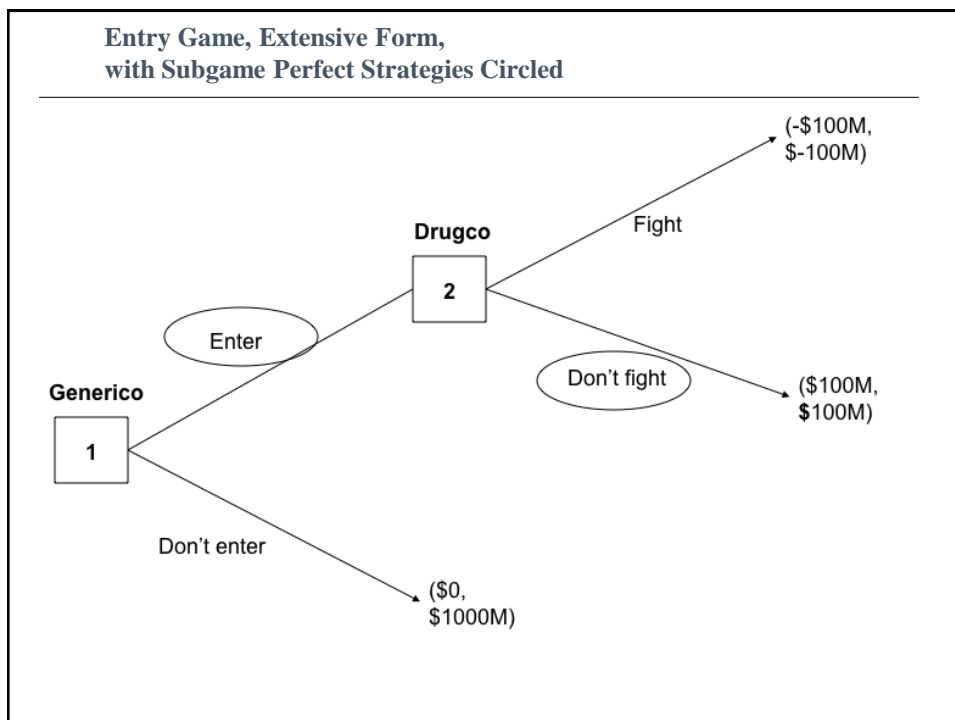 Entry Game, Extensive Form,
with Subgame Perfect Strategies Circled
(-$100M,
$-100M)
Fight
Drugco
2
Enter
Don’t fight
($100M,
$100M)
Generico
1
Don’t enter
($0,
$1000M)